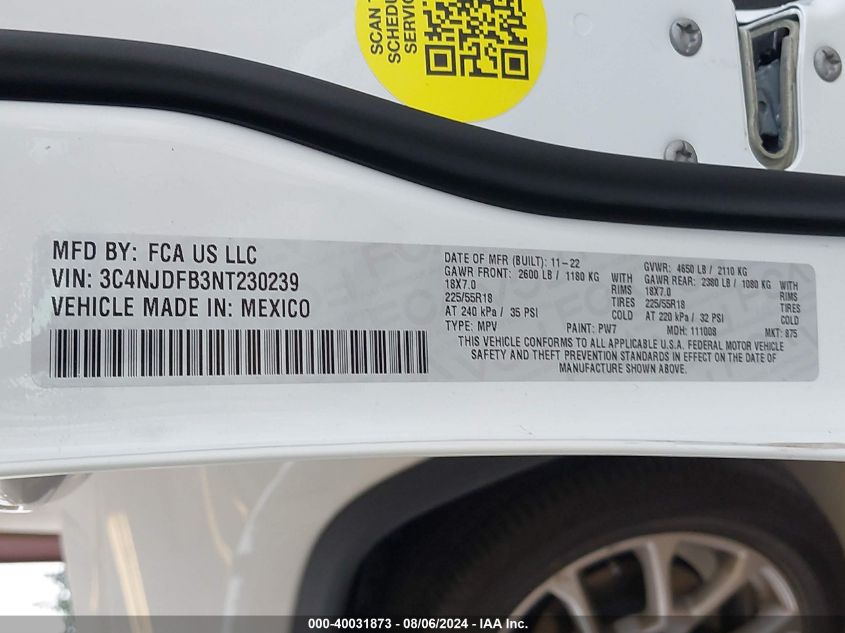 SCAN T
SCHEDU
SERVIC
MFD BY: FCA US LLC
VIN: 3C4NJDFB3NT230239
VEHICLE MADE IN: MEXICO
DATE OF MFR (BUILT): 11-22 GVWR: 4650 LB / 2110 KG
GAWR FRONT: 2600 LB / 1180 KG WITH GAWR REAR: 2380 LB / 1080 KG WITH
18X7.0 RIMS 18X7.0 RIMS
225/55R18 TIRES 225/55R18 TIRES
AT 240 kPa / 35 PSI COLD AT 220 kPa / 32 PSI COLD
TYPE: MPV PAINT: PW7 MDH: 111008 MKT: 875
THIS VEHICLE CONFORMS TO ALL APPLICABLE U.S.A. FEDERAL MOTOR VEHICLE
SAFETY AND THEFT PREVENTION STANDARDS IN EFFECT ON THE DATE OF
MANUFACTURE SHOWN ABOVE.
000-40031873 - 08/06/2024 - IAA Inc.